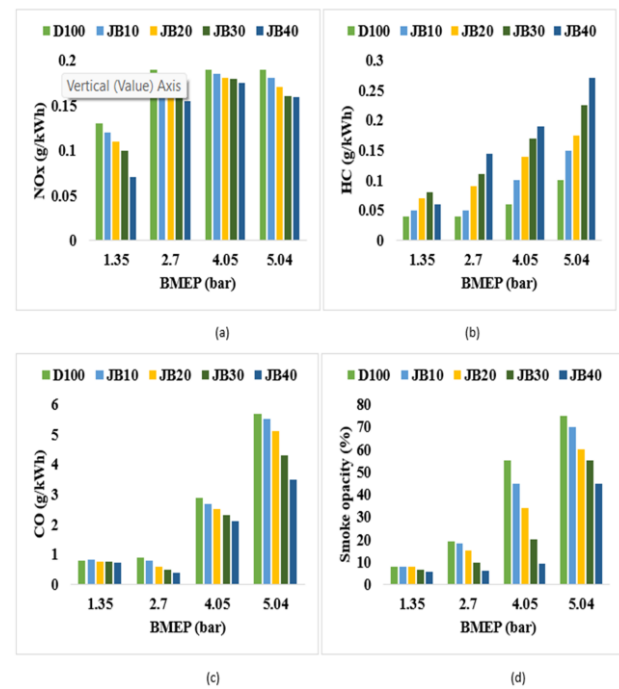 D100 JB10 JB20 JB30 JB40
0.2
Vertical (Value) Axis
0.15
0.1
0.05
0
NOx (g/kWh)
1.35 2.7 4.05 5.04
BMEP (bar)
(a)
D100 JB10 JB20 JB30 JB40
0.3
0.25
0.2
0.15
0.1
0.05
0
HC (g/kWh)
1.35 2.7 4.05 5.04
BMEP (bar)
(b)
D100 JB10 JB20 JB30 JB40
6
5
4
3
2
1
0
CO (g/kWh)
1.35 2.7 4.05 5.04
BMEP (bar)
(c)
D100 JB10 JB20 JB30 JB40
80
70
60
50
40
30
20
10
0
Smoke opacity (%)
1.35 2.7 4.05 5.04
BMEP (bar)
(d)